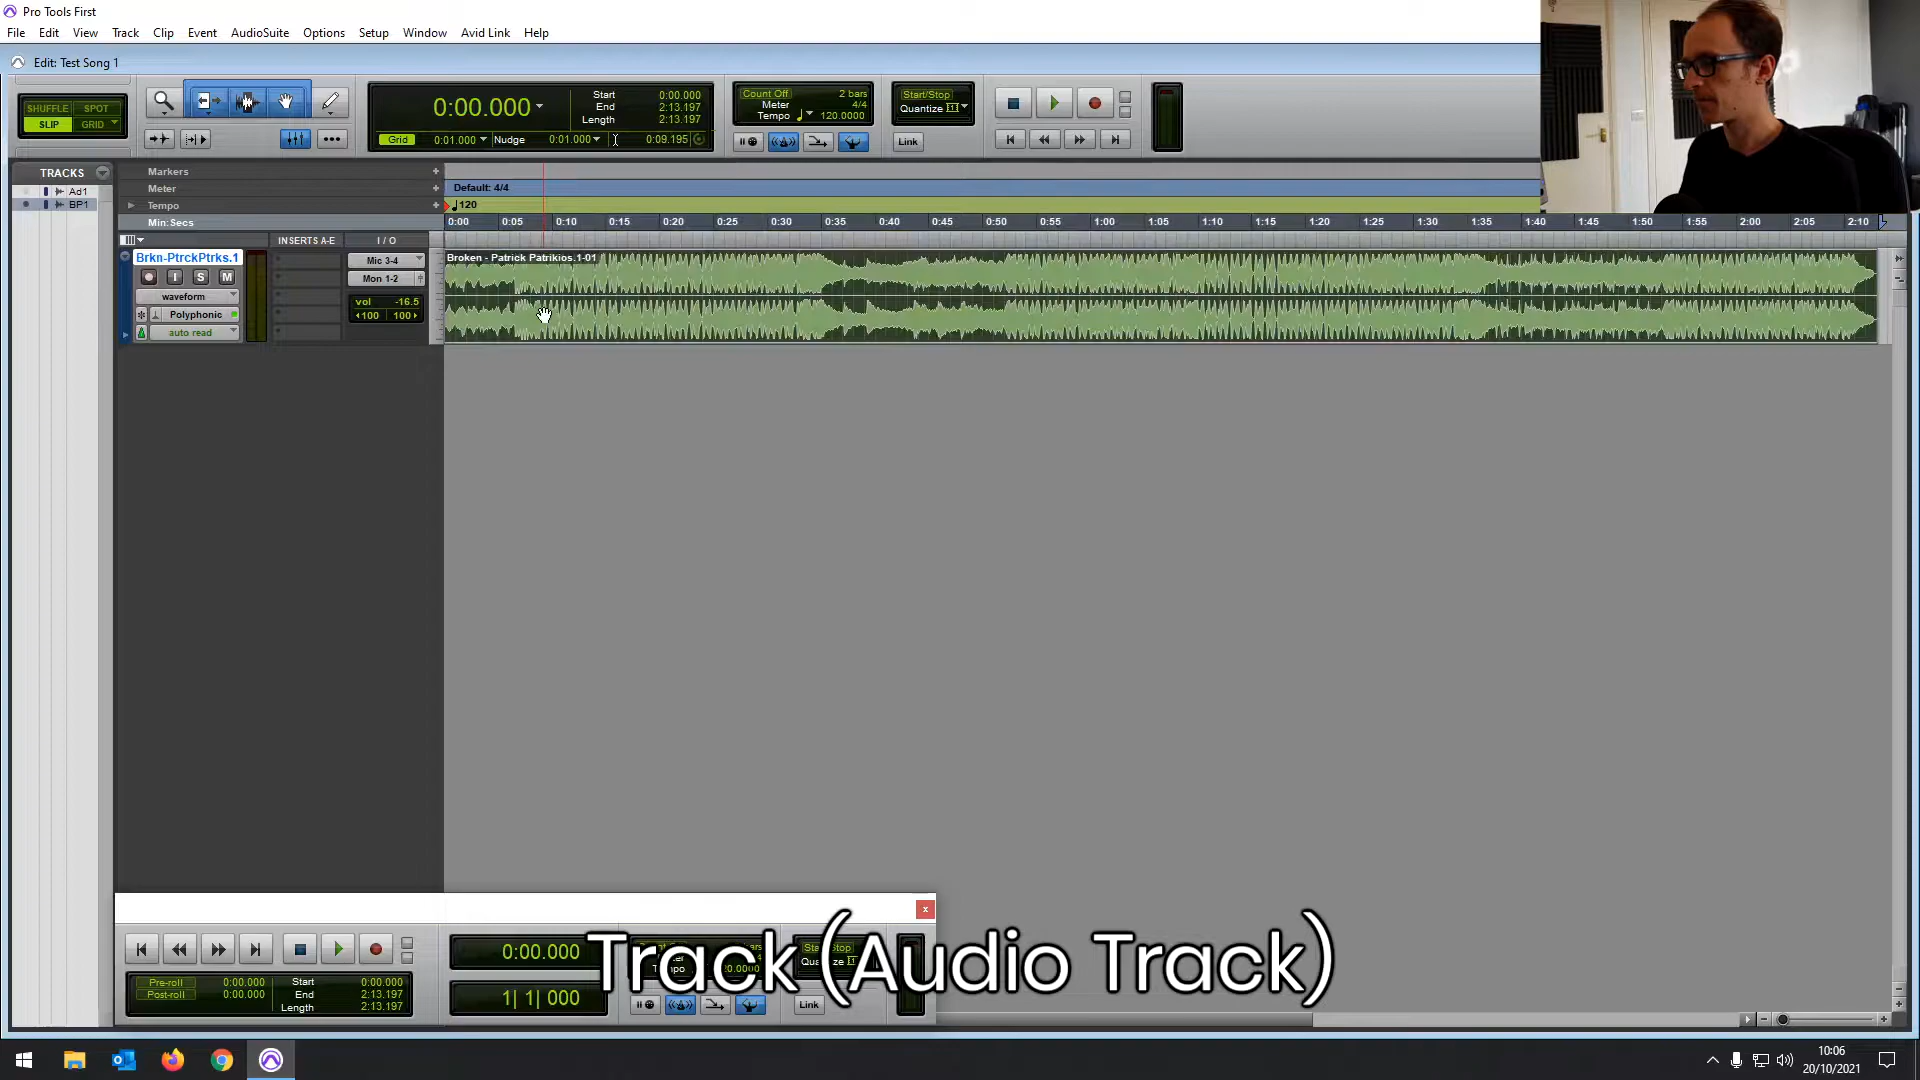 Pro Tools First
File Edit View Track Clip Event AudioSuite Options Setup Window Avid Link Help
Edit: Test Song 1
SHUFFLE SPOT
SLIP GRID
0:00.000
Start 0:00.000
End 2:13.197
Length 2:13.197
Grid 0:01.000 Nudge 0:01.000 0:09.195
Count Off 2 bars
Meter 4/4
Tempo 120.0000
Start/Stop
Quantize
Link
TRACKS
Ad1
BP1
Markers
Meter Default: 4/4
Tempo 120
Min:Secs 0:00 0:05 0:10 0:15 0:20 0:25 0:30 0:35 0:40 0:45 0:50 0:55 1:00 1:05 1:10 1:15 1:20 1:25 1:30 1:35 1:40 1:45 1:50 1:55 2:00 2:05 2:10
INSERTS A-E I / O
Brkn-PtrckPtrks.1
I S M
waveform
Polyphonic
auto read
Mic 3-4
Mon 1-2
vol -16.5
100 100
Broken - Patrick Patrikios.1-01
x
Pre-roll 0:00.000
Post-roll 0:00.000
Start 0:00.000
End 2:13.197
Length 2:13.197
0:00.000
1| 1| 000
Link
Track (Audio Track)
10:06
20/10/2021